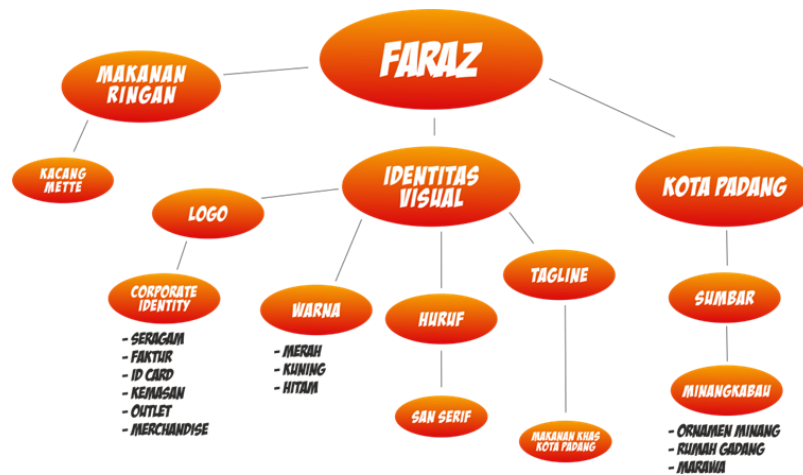 FARAZ
MAKANAN
RINGAN
KACANG
METTE
IDENTITAS
VISUAL
LOGO
CORPORATE
IDENTITY
- SERAGAM
- FAKTUR
- ID CARD
- KEMASAN
- OUTLET
- MERCHANDISE
WARNA
- MERAH
- KUNING
- HITAM
HURUF
SAN SERIF
TAGLINE
MAKANAN KHAS
KOTA PADANG
KOTA PADANG
SUMBAR
MINANGKABAU
- ORNAMEN MINANG
- RUMAH GADANG
- MARAWA